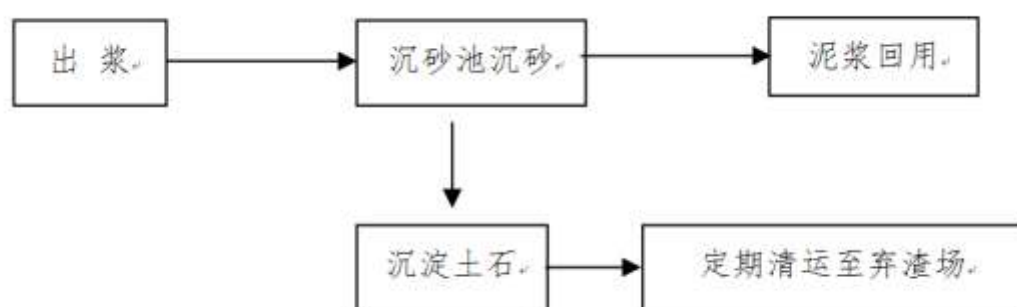 出 浆
沉砂池沉砂
泥浆回用
沉淀土石
定期清运至弃渣场